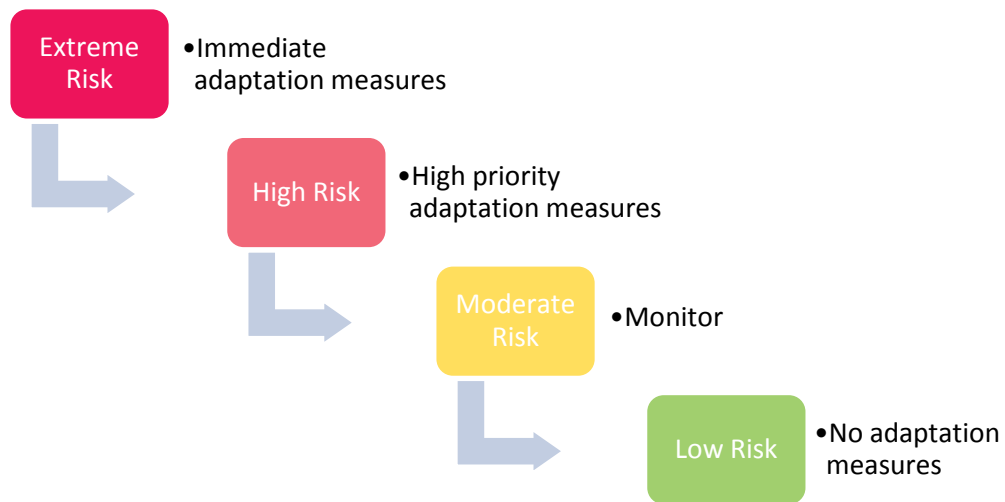 Extreme
Risk
•Immediate
adaptation measures
High Risk
•High priority
adaptation measures
Moderate
Risk
•Monitor
Low Risk
•No adaptation
measures